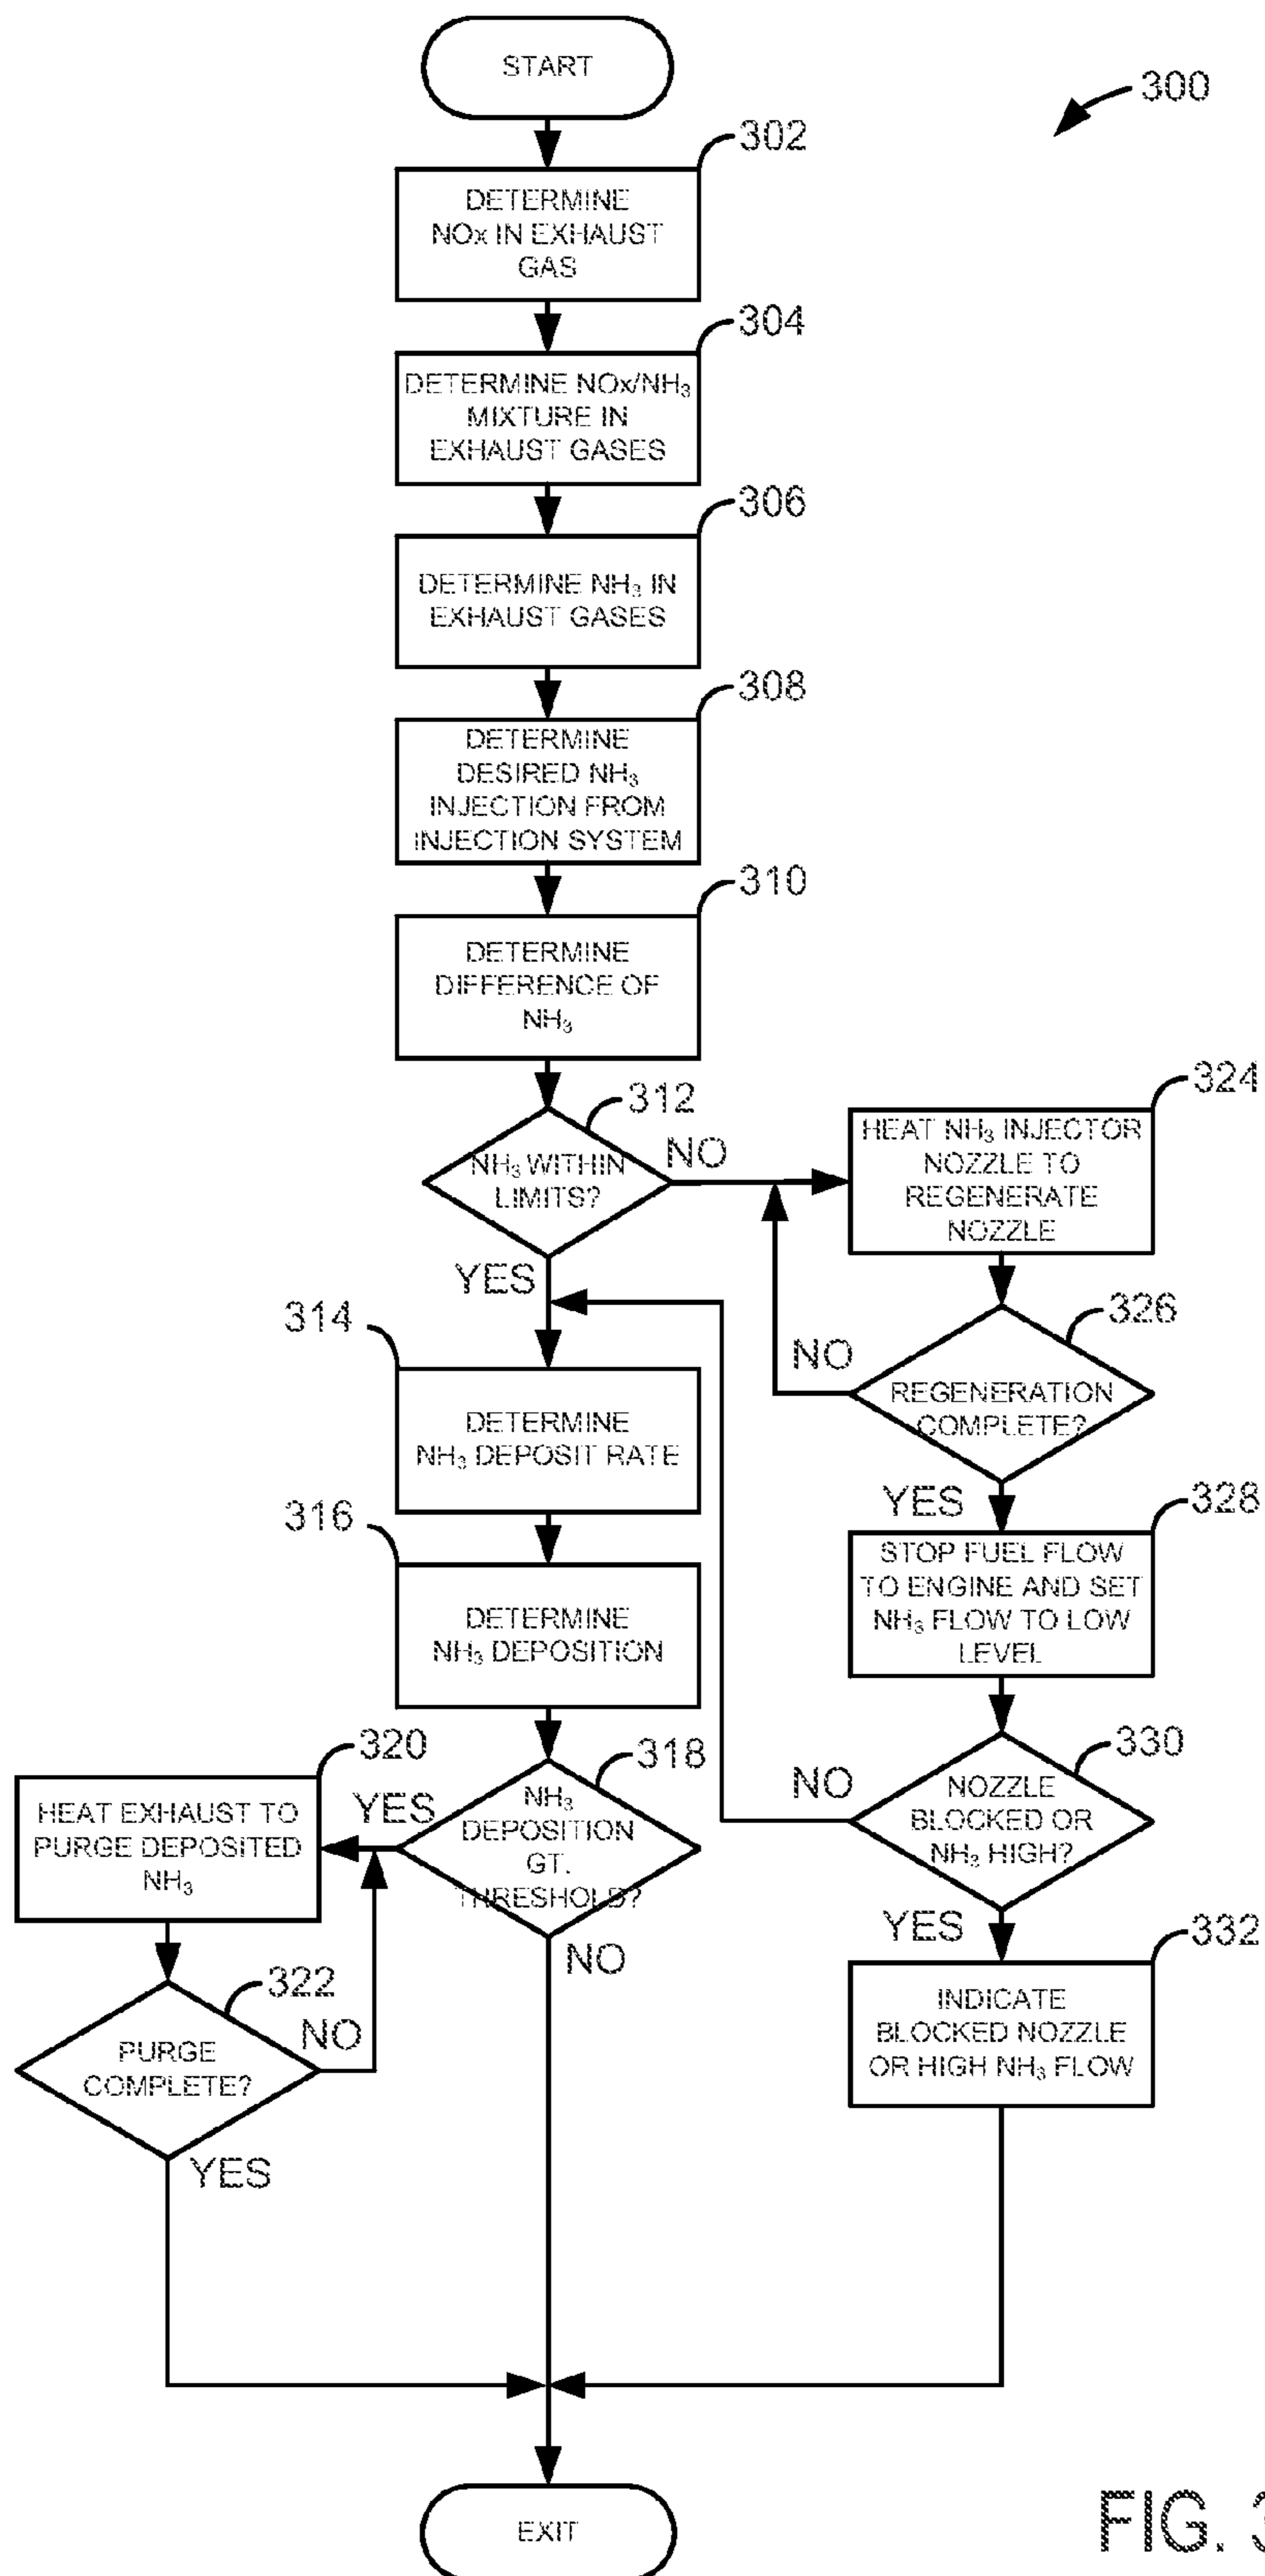 START
300
302
DETERMINE
NOx IN EXHAUST
GAS
304
DETERMINE NOx/NH₃
MIXTURE IN
EXHAUST GASES
306
DETERMINE NH₃ IN
EXHAUST GASES
308
DETERMINE
DESIRED NH₃
INJECTION FROM
INJECTION SYSTEM
310
DETERMINE
DIFFERENCE OF
NH₃
312
NH₃ WITHIN
LIMITS?
NO
YES
324
HEAT NH₃ INJECTOR
NOZZLE TO
REGENERATE
NOZZLE
326
REGENERATION
COMPLETE?
NO
YES
314
DETERMINE
NH₃ DEPOSIT RATE
316
DETERMINE
NH₃ DEPOSITION
328
STOP FUEL FLOW
TO ENGINE AND SET
NH₃ FLOW TO LOW
LEVEL
318
NH₃
DEPOSITION
GT.
THRESHOLD?
YES
NO
320
HEAT EXHAUST TO
PURGE DEPOSITED
NH₃
322
PURGE
COMPLETE?
NO
YES
330
NOZZLE
BLOCKED OR
NH₃ HIGH?
NO
YES
332
INDICATE
BLOCKED NOZZLE
OR HIGH NH₃ FLOW
EXIT
FIG. 3